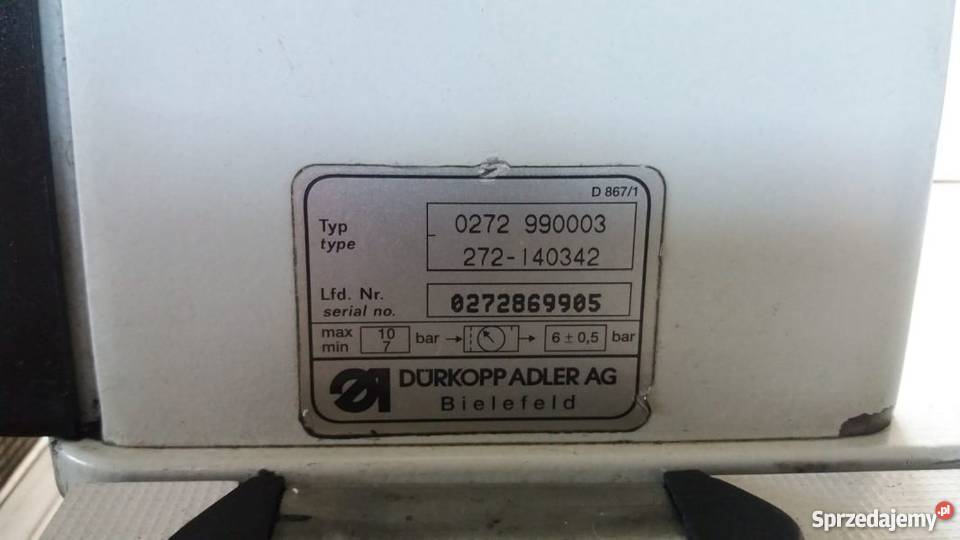 D 867/1
Typ
type
0272 990003
272-140342
Lfd. Nr.
serial no.
0272869905
max
min
10
7
bar
6 ± 0,5
bar
DÜRKOPP ADLER AG
Bielefeld
Sprzedajemy.pl